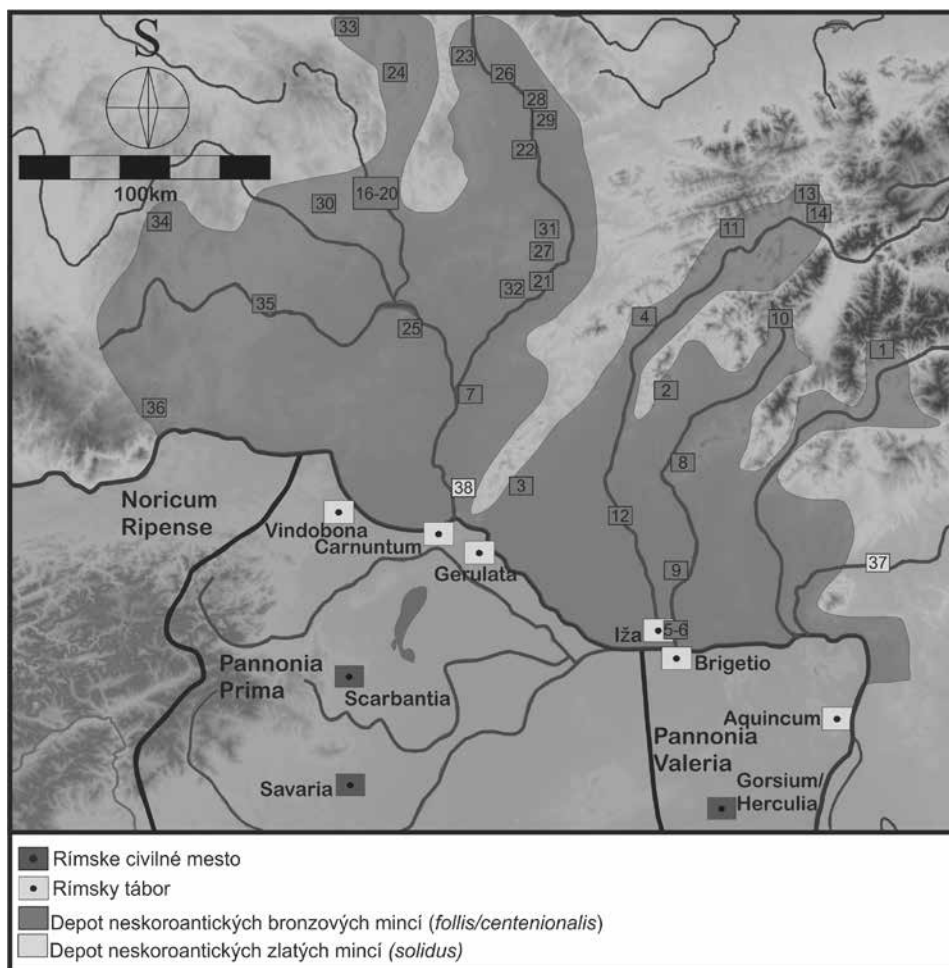 S
100km
33
24
23
26
28
29
22
16-20
30
34
13
14
11
31
27
21
32
35
25
4
10
1
2
7
36
8
3
38
12
Noricum
Ripense
Vindobona
Carnuntum
Gerulata
9
37
Iža
5-6
Brigetio
Pannonia
Prima
Scarbantia
Aquincum
Pannonia
Valeria
Savaria
Gorsium/
Herculia
Rímske civilné mesto
Rímsky tábor
Depot neskoroantických bronzových mincí (follis/centenionalis)
Depot neskoroantických zlatých mincí (solidus)